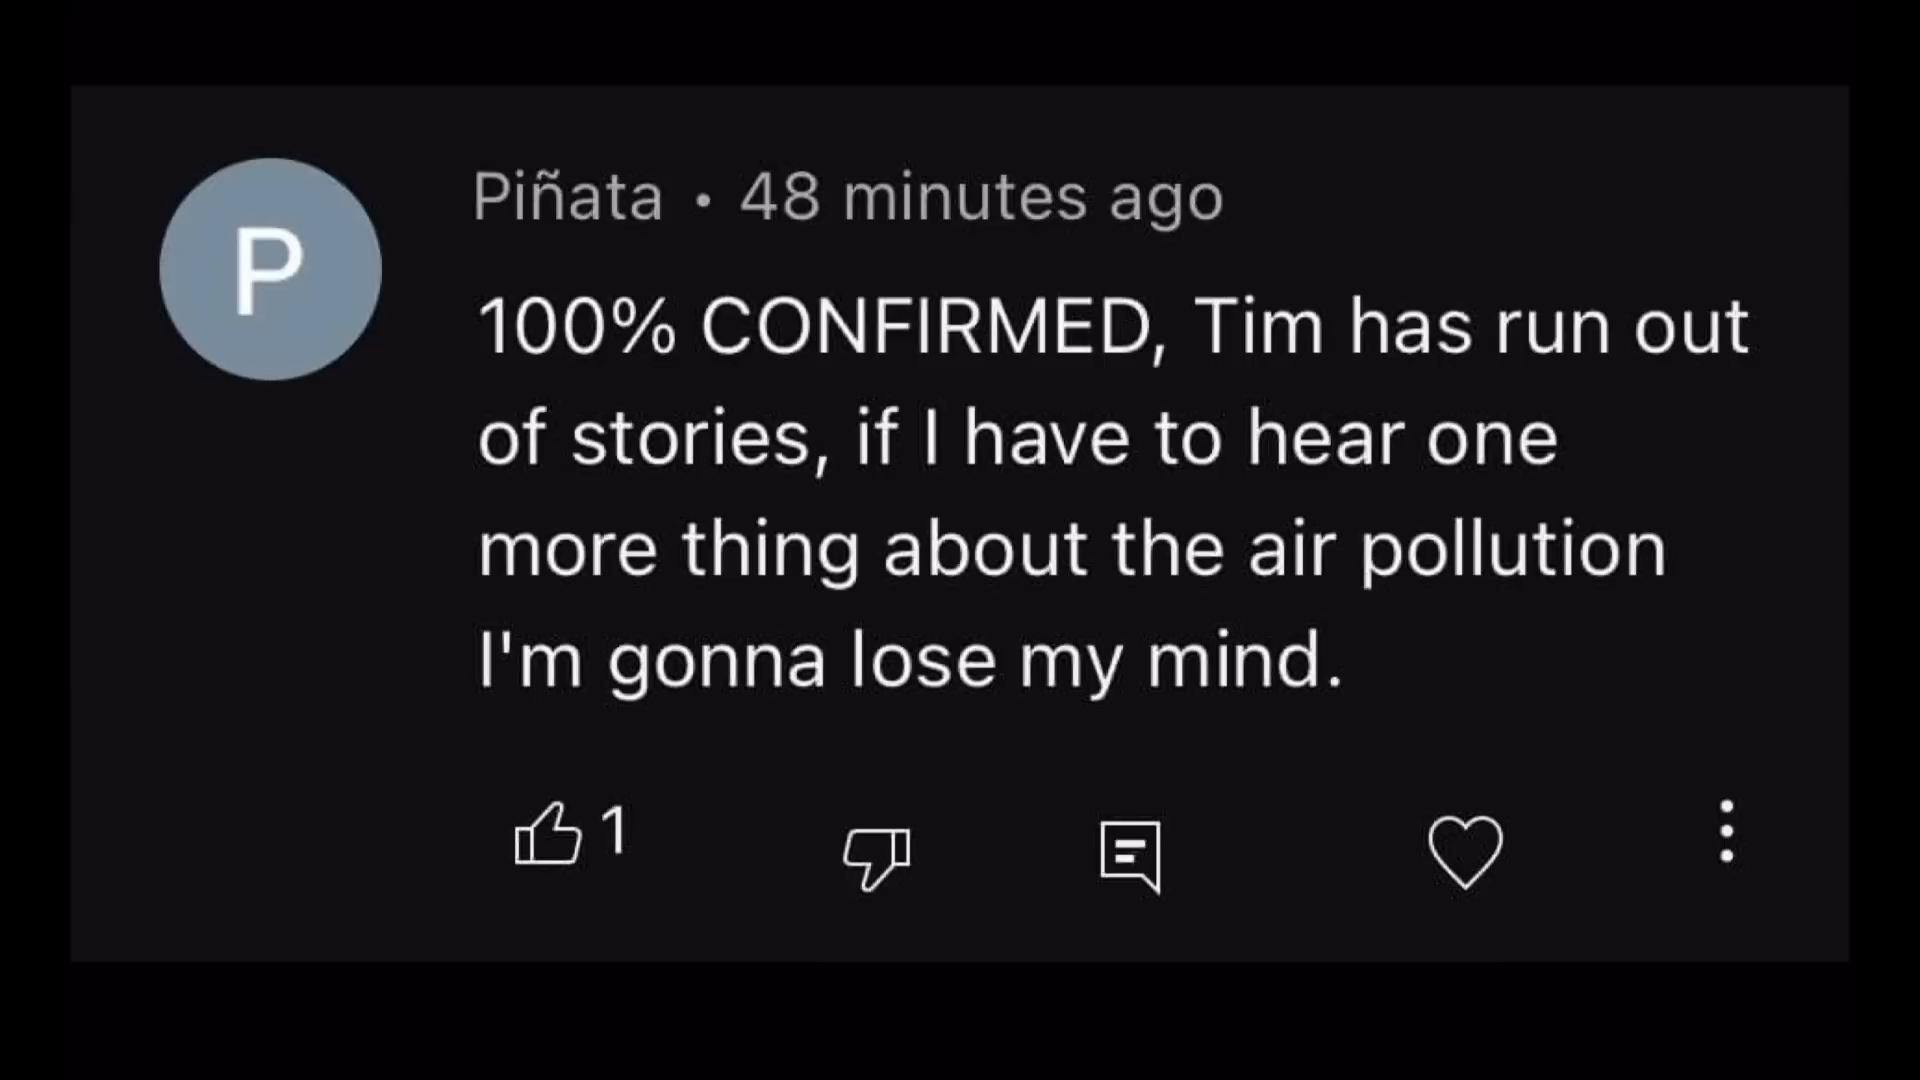 P
Piñata • 48 minutes ago
100% CONFIRMED, Tim has run out
of stories, if I have to hear one
more thing about the air pollution
I'm gonna lose my mind.
1